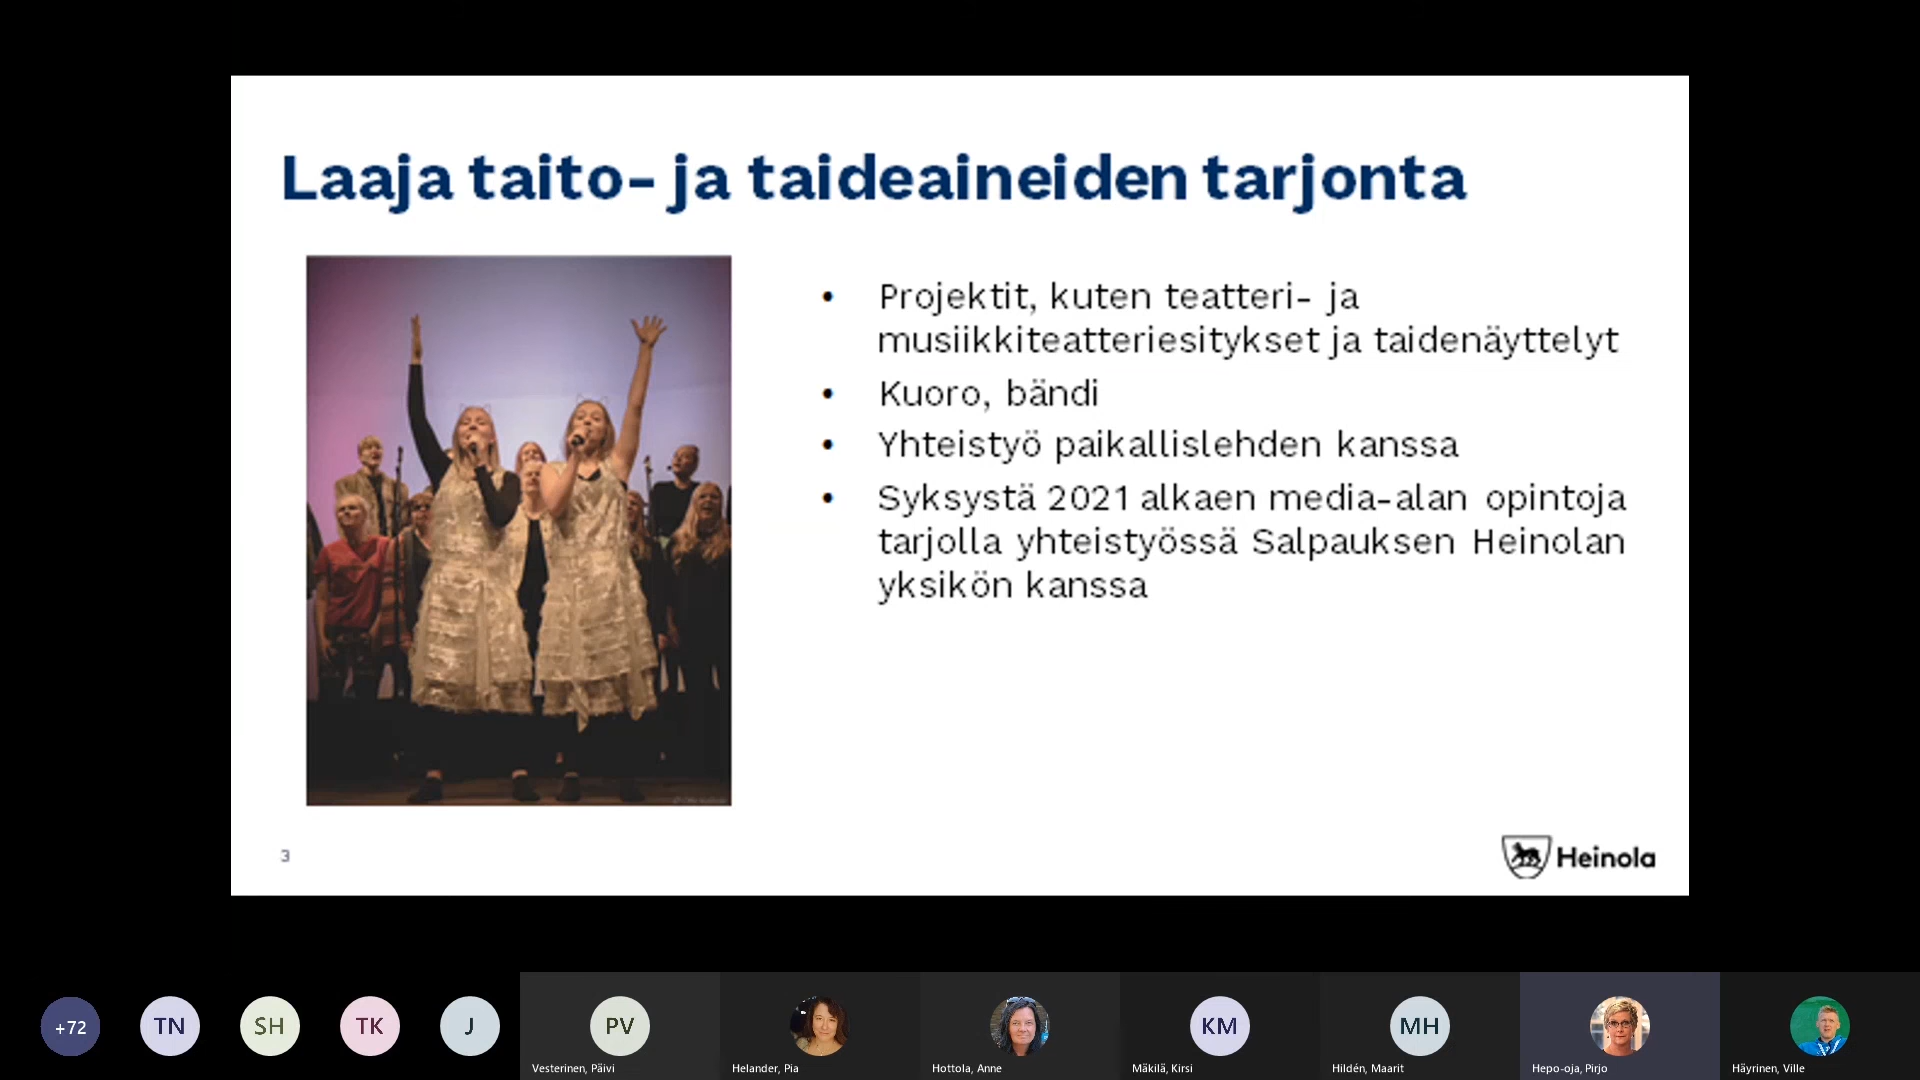 Laaja taito- ja taideaineiden tarjonta
• Projektit, kuten teatteri- ja
musiikkiteatteriesitykset ja taidenäyttelyt
• Kuoro, bändi
• Yhteistyö paikallislehden kanssa
• Syksystä 2021 alkaen media-alan opintoja
tarjolla yhteistyössä Salpauksen Heinolan
yksikön kanssa
3
Heinola
+72
TN
SH
TK
J
PV
KM
MH
Vesterinen, Päivi
Helander, Pia
Hottola, Anne
Mäkilä, Kirsi
Hildén, Maarit
Hepo-oja, Pirjo
Häyrinen, Ville